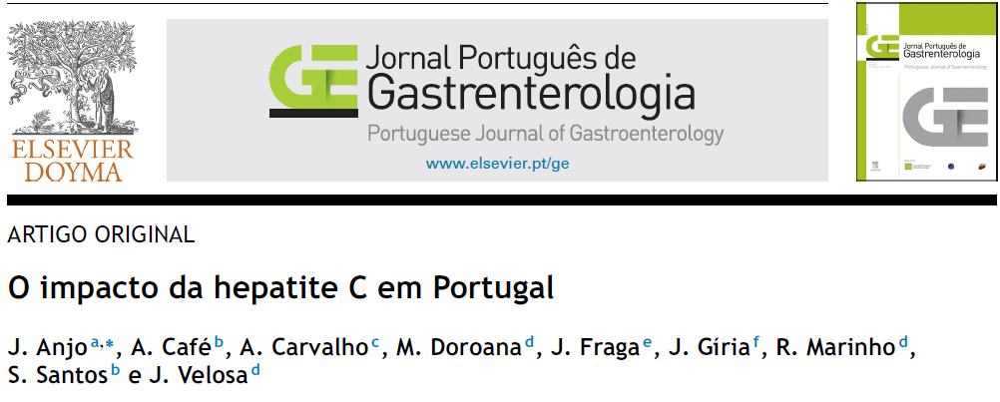 ELSEVIER
DOYMA
GE
Jornal Português de
Gastrenterologia
Portuguese Journal of Gastroenterology
www.elsevier.pt/ge
GE
Jornal Português de
Gastrenterologia
Portuguese Journal of Gastroenterology
GE
ARTIGO ORIGINAL
O impacto da hepatite C em Portugal
J. Anjo a,*, A. Café b, A. Carvalho c, M. Doroana d, J. Fraga e, J. Gíria f, R. Marinho d,
S. Santos b e J. Velosa d